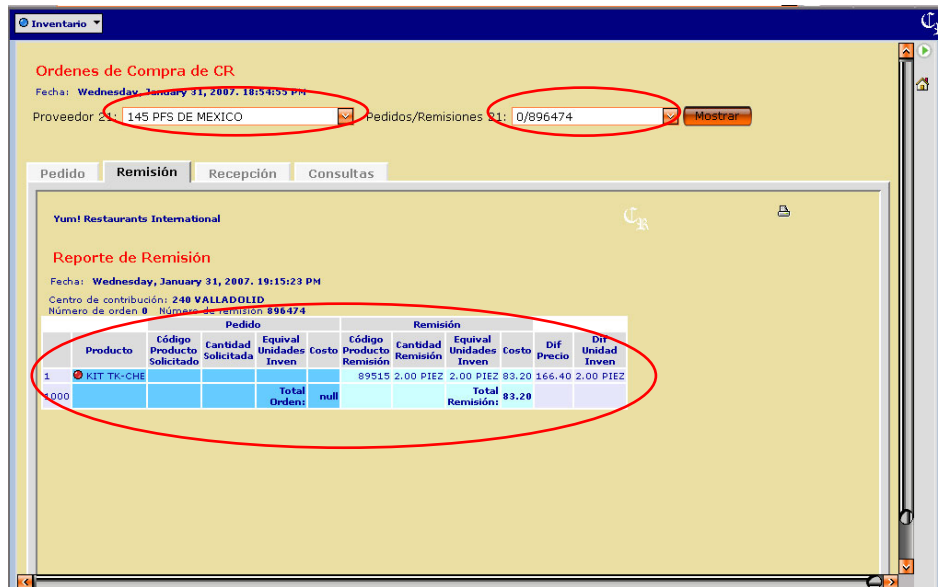 Inventario
CR
Ordenes de Compra de CR
Fecha: Wednesday, January 31, 2007. 18:54:55 PM
Proveedor 21: 145 PFS DE MEXICO Pedidos/Remisiones 21: 0/896474 Mostrar
Pedido Remisión Recepción Consultas
Yum! Restaurants International
CR
Reporte de Remisión
Fecha: Wednesday, January 31, 2007. 19:15:23 PM
Centro de contribución: 240 VALLADOLID
Número de orden 0 Número de remisión 896474
Pedido Remisión
Producto Código Producto Solicitado Cantidad Solicitada Equival Unidades Inven Costo Código Producto Remisión Cantidad Remisión Equival Unidades Inven Costo Dif Precio Dif Unidad Inven
1 KIT TK-CHE 89515 2.00 PIEZ 2.00 PIEZ 83.20 166.40 2.00 PIEZ
1000 Total Orden: null Total Remisión: 83.20